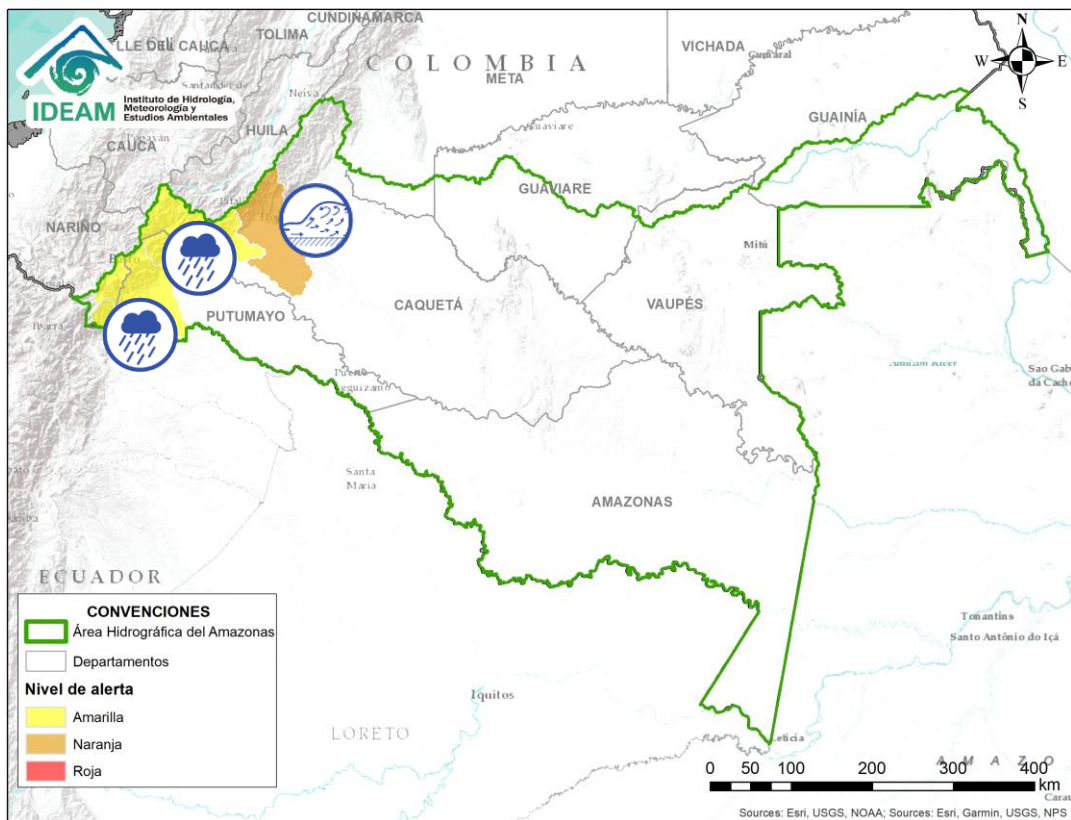 CUNDINAMARCA
TOLIMA
LLE DEL CAUCA
VICHADA
COLOMBIA
META
N
W
E
S
IDEAM
Instituto de Hidrología,
Meteorología y
Estudios Ambientales
Neiva
HUILA
CAUCA
GUAINÍA
GUAVIARE
NARIÑO
Mitú
CAQUETÁ
VAUPÉS
PUTUMAYO
Santa
Maria
AMAZONAS
ECUADOR
CONVENCIONES
Área Hidrográfica del Amazonas
Departamentos
Nivel de alerta
Amarilla
Naranja
Roja
Iquitos
LORETO
Tonantins
Santo Antônio do Içá
Leticia
AMAZO
0 50 100 200 300 400
km
Sources: Esri, USGS, NOAA; Sources: Esri, Garmin, USGS, NPS